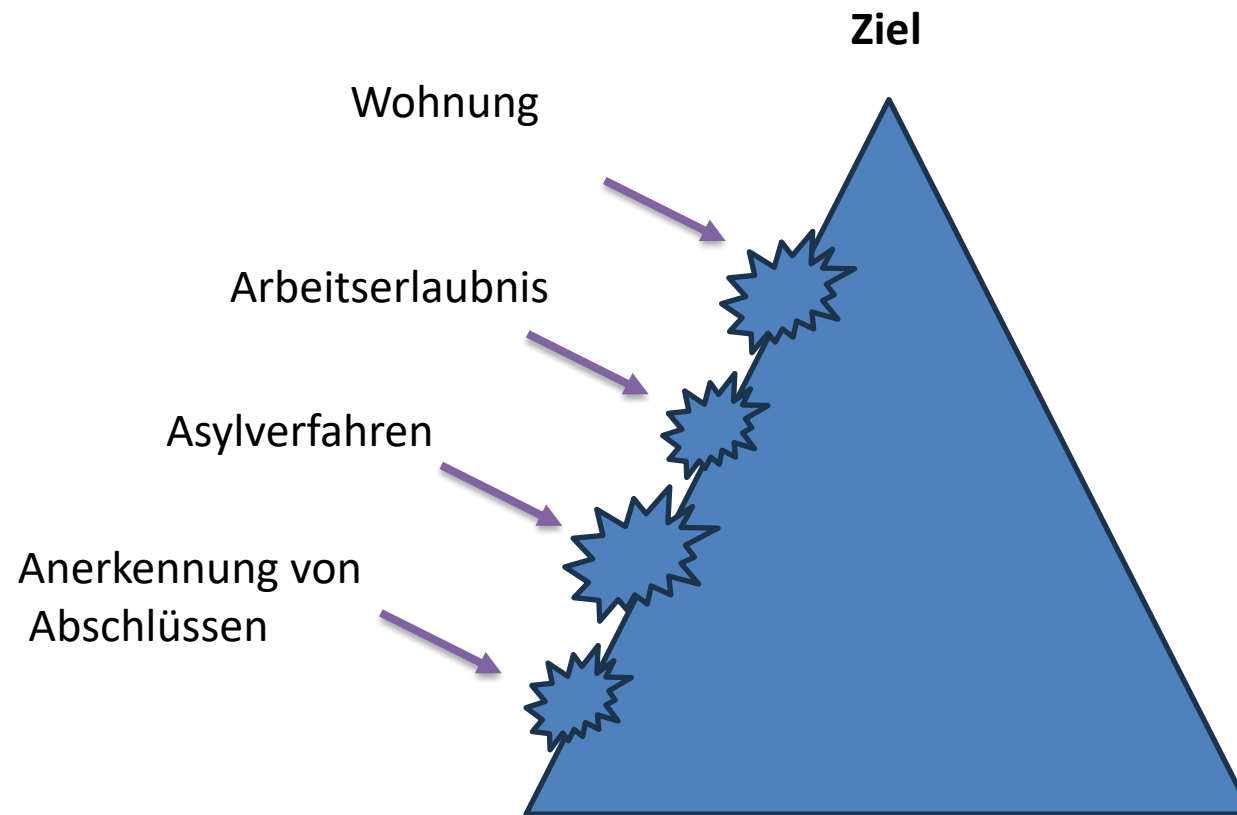 Ziel
Wohnung
Arbeitserlaubnis
Asylverfahren
Anerkennung von
Abschlüssen